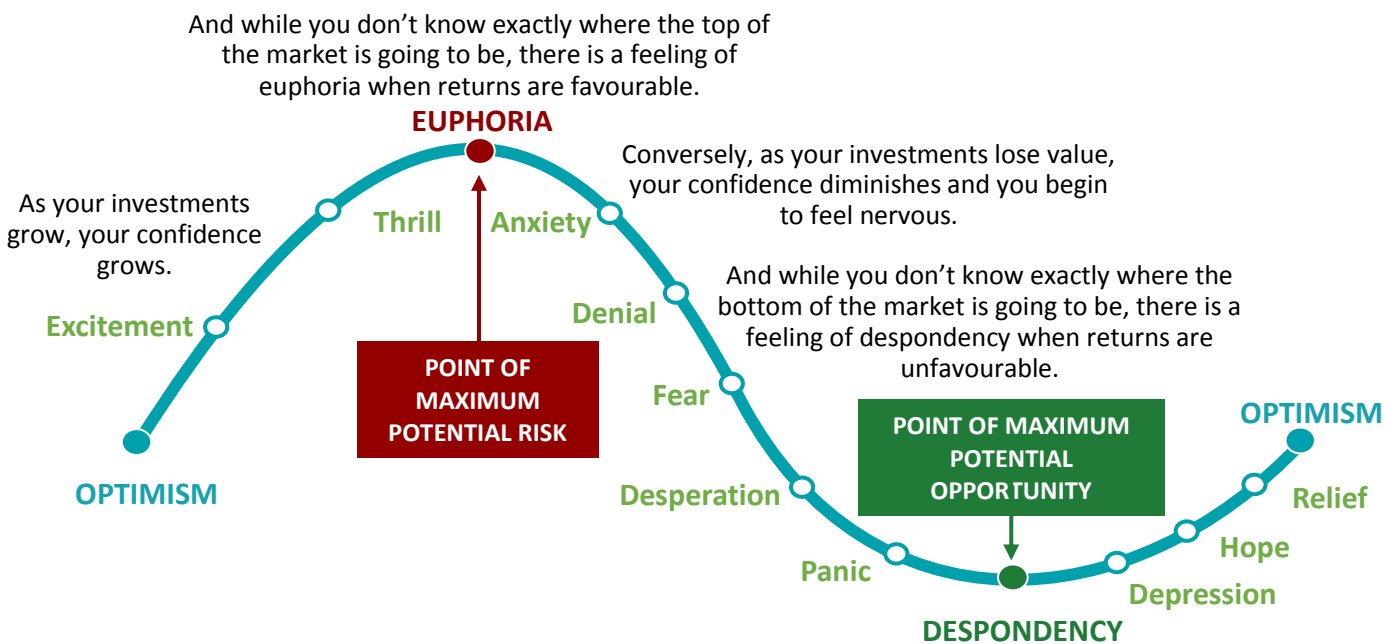 And while you don’t know exactly where the top of
the market is going to be, there is a feeling of
euphoria when returns are favourable.
EUPHORIA
Conversely, as your investments lose value,
your confidence diminishes and you begin
to feel nervous.
As your investments
grow, your confidence
grows.
Thrill
Anxiety
And while you don’t know exactly where the
bottom of the market is going to be, there is a
feeling of despondency when returns are
unfavourable.
Excitement
Denial
POINT OF
MAXIMUM
POTENTIAL RISK
Fear
POINT OF MAXIMUM
POTENTIAL
OPPORTUNITY
OPTIMISM
OPTIMISM
Desperation
Relief
Hope
Panic
Depression
DESPONDENCY